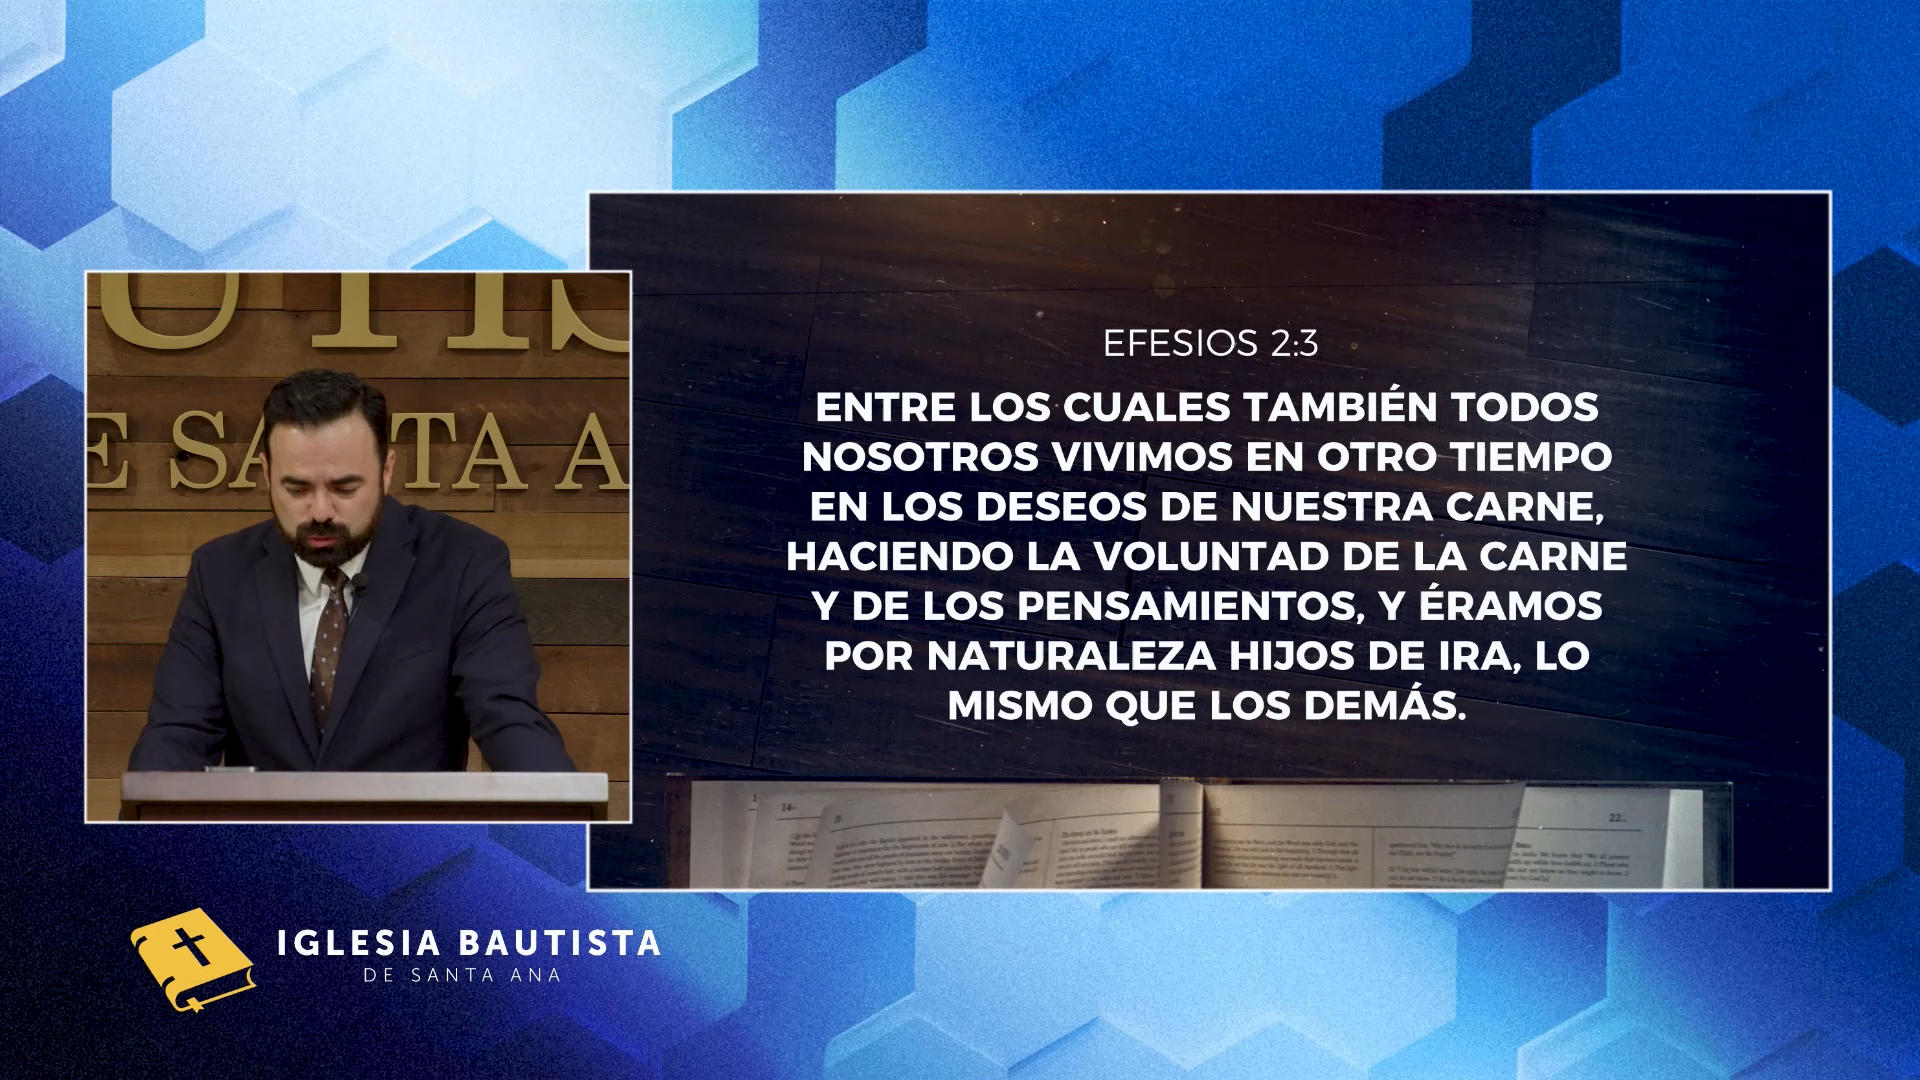 EFESIOS 2:3
ENTRE LOS CUALES TAMBIÉN TODOS
NOSOTROS VIVIMOS EN OTRO TIEMPO
EN LOS DESEOS DE NUESTRA CARNE,
HACIENDO LA VOLUNTAD DE LA CARNE
Y DE LOS PENSAMIENTOS, Y ÉRAMOS
POR NATURALEZA HIJOS DE IRA, LO
MISMO QUE LOS DEMÁS.
UTIS
E SANTA A
IGLESIA BAUTISTA
DE SANTA ANA